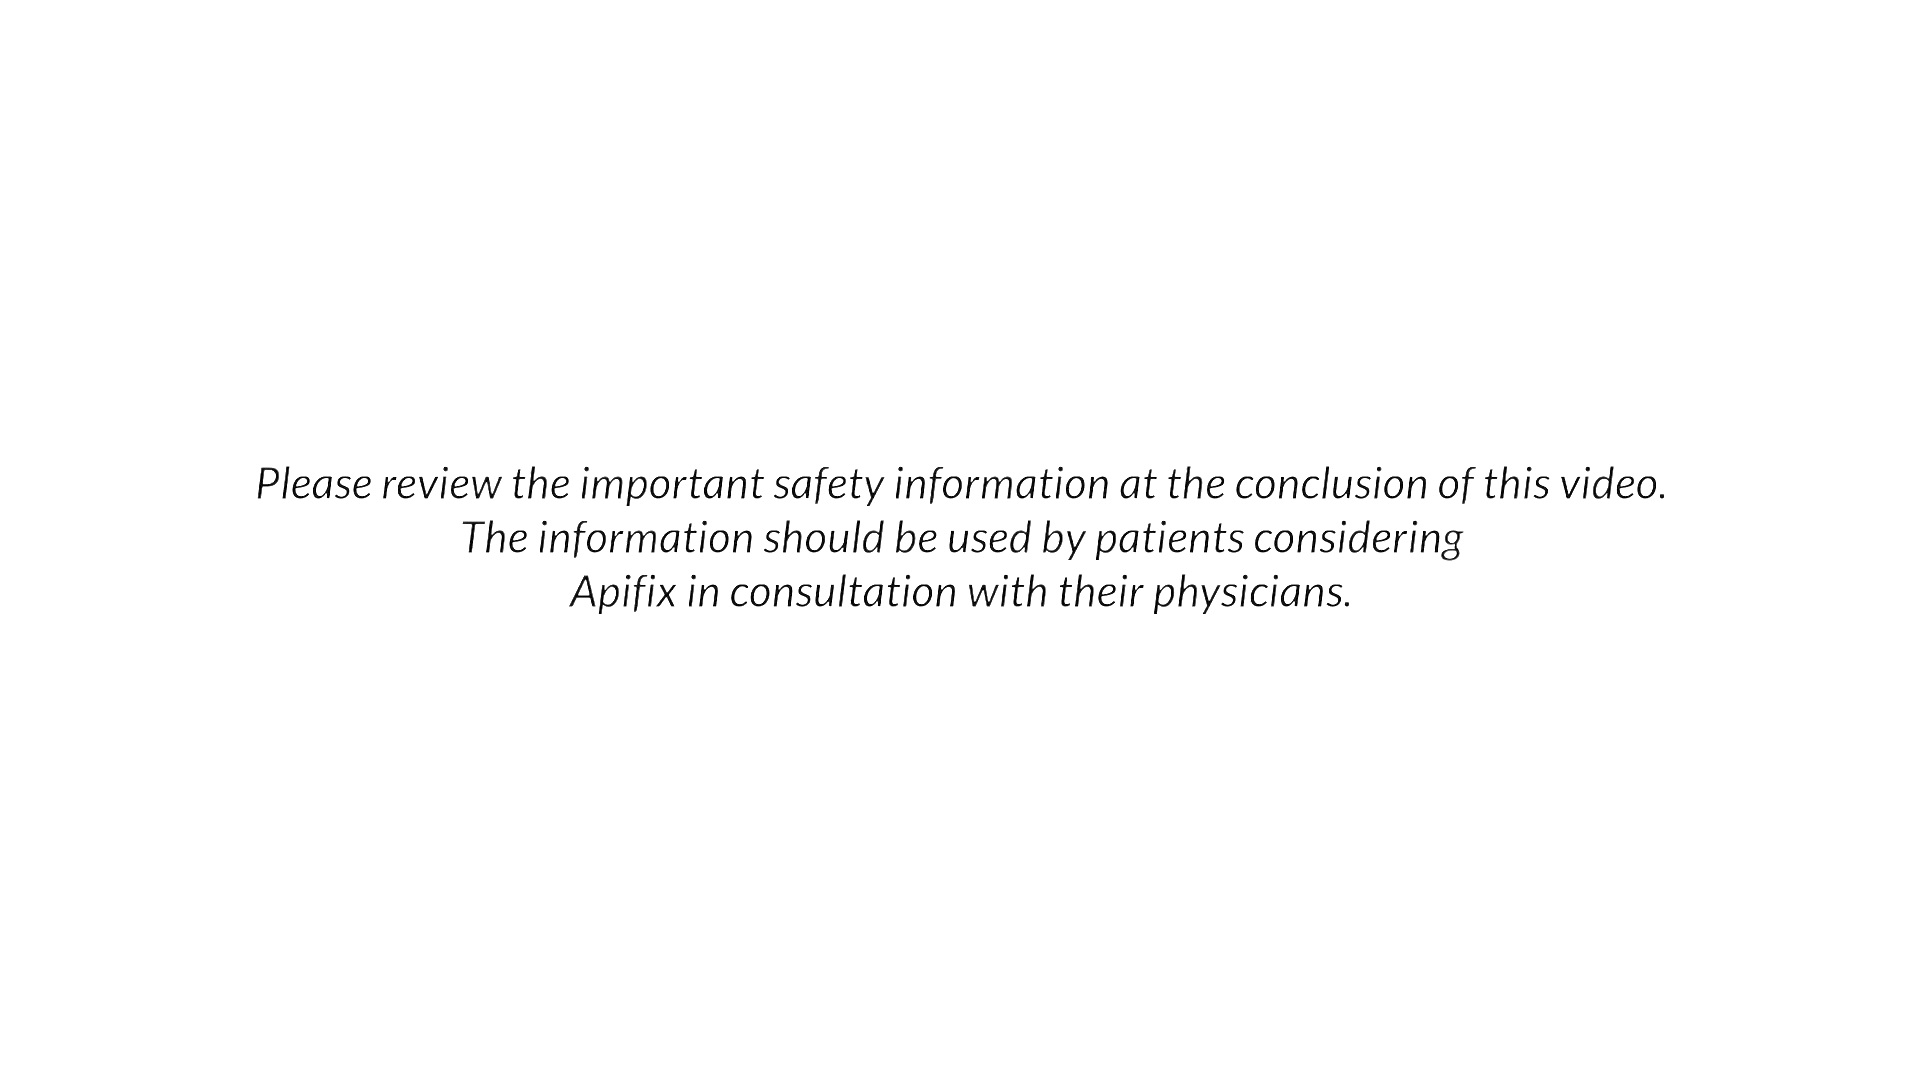 Please review the important safety information at the conclusion of this video.
The information should be used by patients considering
Apifix in consultation with their physicians.